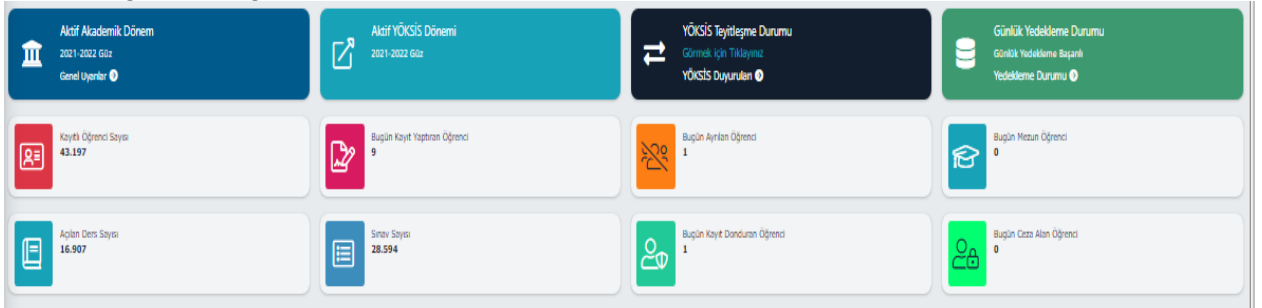 Aktif Akademik Dönem
2021-2022 Güz
Genel Uyarılar
Aktif YÖKSİS Dönemi
2021-2022 Güz
YÖKSİS Teyitleşme Durumu
Görmek için Tıklayınız
YÖKSİS Duyuruları
Günlük Yedekleme Durumu
Günlük Yedekleme Başarılı
Yedekleme Durumu
Kayıtlı Öğrenci Sayısı
43.197
Bugün Kayıt Yaptıran Öğrenci
9
Bugün Ayrılan Öğrenci
1
Bugün Mezun Öğrenci
0
Açılan Ders Sayısı
16.907
Sınav Sayısı
28.594
Bugün Kayıt Donduran Öğrenci
1
Bugün Ceza Alan Öğrenci
0